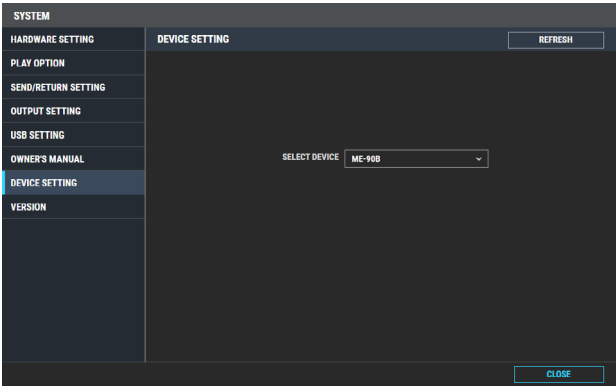 SYSTEM
HARDWARE SETTING
PLAY OPTION
SEND/RETURN SETTING
OUTPUT SETTING
USB SETTING
OWNER'S MANUAL
DEVICE SETTING
VERSION
DEVICE SETTING
REFRESH
SELECT DEVICE
ME-90B
CLOSE